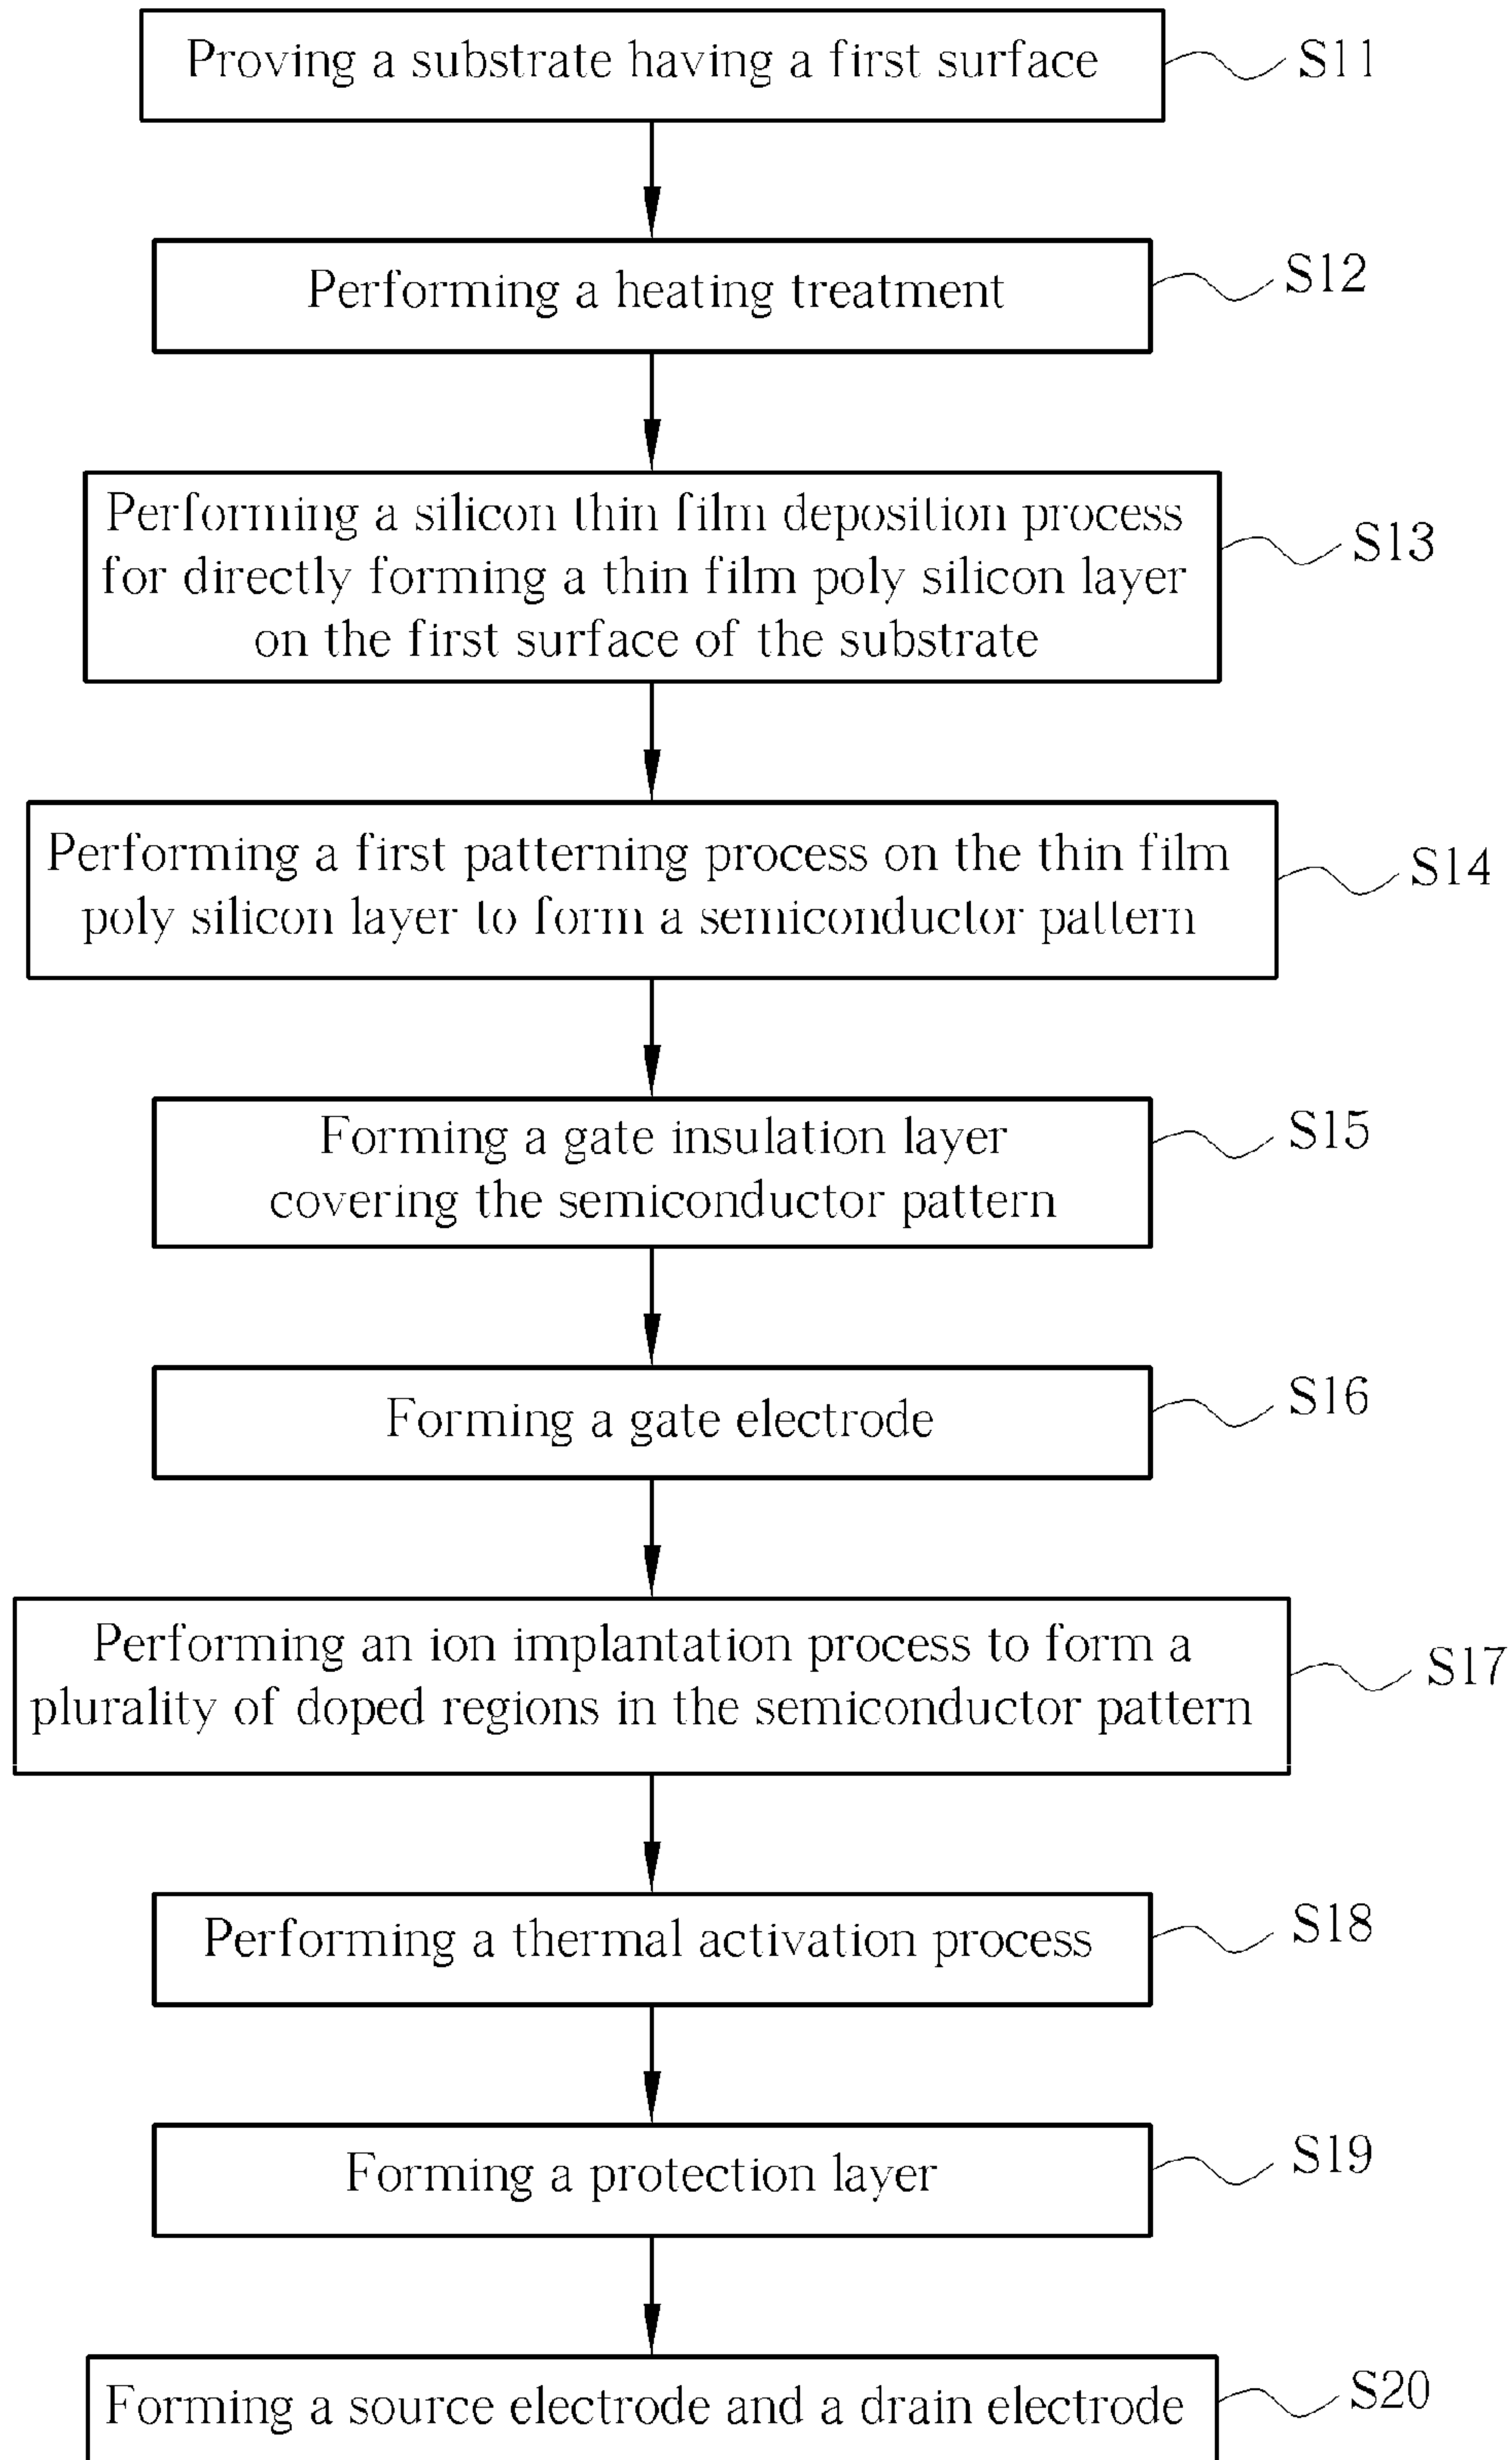 Proving a substrate having a first surface
S11
Performing a heating treatment
S12
Performing a silicon thin film deposition process
for directly forming a thin film poly silicon layer
on the first surface of the substrate
S13
Performing a first patterning process on the thin film
poly silicon layer to form a semiconductor pattern
S14
Forming a gate insulation layer
covering the semiconductor pattern
S15
Forming a gate electrode
S16
Performing an ion implantation process to form a
plurality of doped regions in the semiconductor pattern
S17
Performing a thermal activation process
S18
Forming a protection layer
S19
Forming a source electrode and a drain electrode
S20